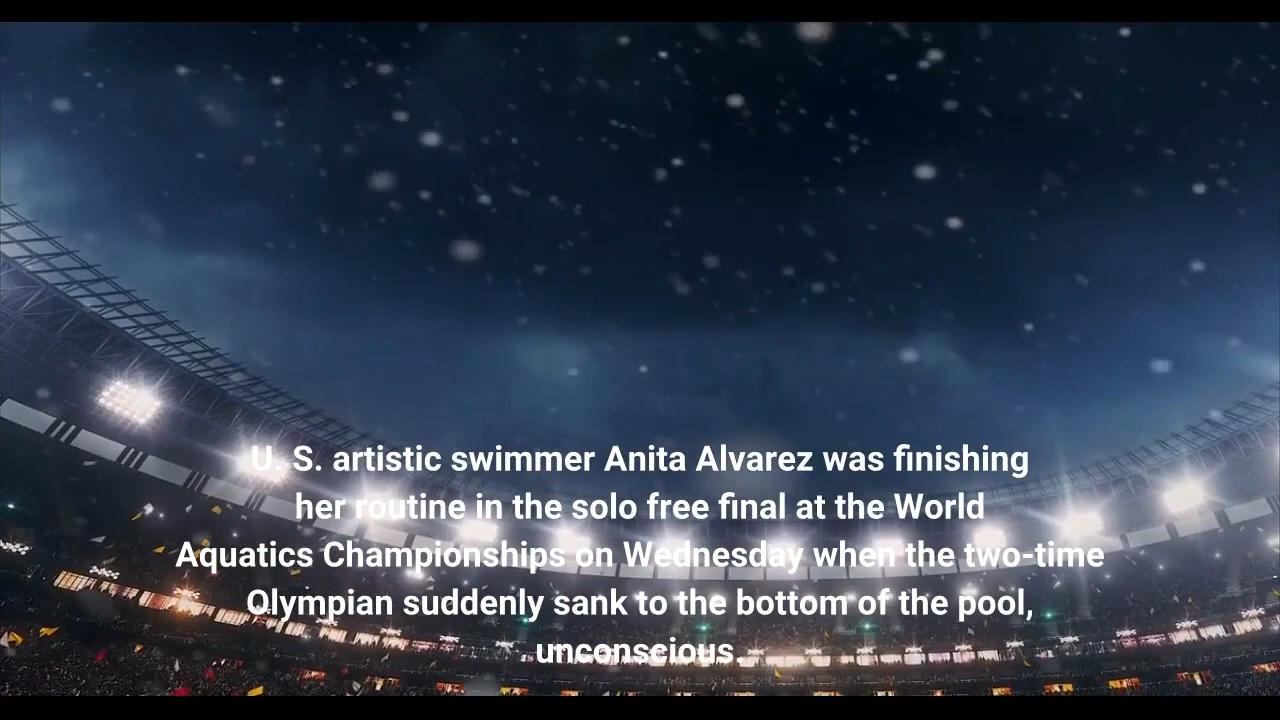 U. S. artistic swimmer Anita Alvarez was finishing
her routine in the solo free final at the World
Aquatics Championships on Wednesday when the two-time
Olympian suddenly sank to the bottom of the pool,
unconscious.